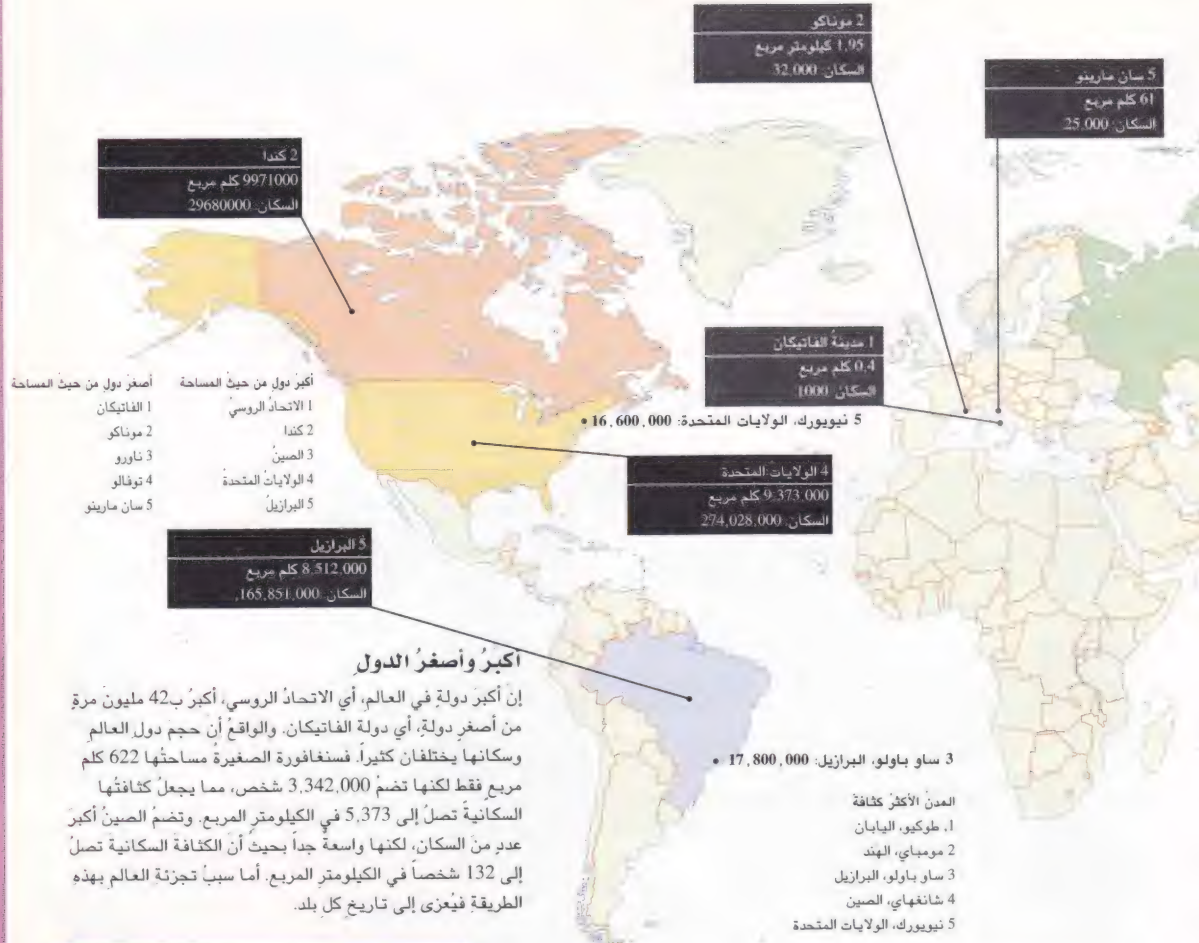 2 موناكو
1,95 كيلومتر مربع
السكان: 32,000
5 سان مارينو
61 كلم مربع
السكان: 25,000
2 كندا
9971000 كلم مربع
السكان: 29680000
1 مدينة الفاتيكان
0,4 كلم مربع
السكان: 1000
5 نيويورك، الولايات المتحدة: 16,600,000
أكبر دول من حيث المساحة
1 الاتحاد الروسي
2 كندا
3 الصين
4 الولايات المتحدة
5 البرازيل
أصغر دول من حيث المساحة
1 الفاتيكان
2 موناكو
3 ناورو
4 توفالو
5 سان مارينو
4 الولايات المتحدة
9,373,000 كلم مربع
السكان: 274,028,000
5 البرازيل
8,512,000 كلم مربع
السكان: 165,851,000,
أكبرُ وأصغرُ الدولِ
إن أكبرَ دولةٍ في العالم، أي الاتحادُ الروسي، أكبرُ ب42 مليونَ مرةٍ
من أصغرِ دولةٍ، أي دولة الفاتيكان. والواقعُ أن حجم دول العالم
وسكانها يختلفان كثيراً. فسنغافورة الصغيرةُ مساحتُها 622 كلم
مربع فقط لكنها تضمُ 3,342,000 شخص، مما يجعلُ كثافتُها
السكانيةُ تصلُ إلى 5,373 في الكيلومترِ المربع. وتضمُ الصينُ أكبرَ
عددٍ منَ السكان، لكنها واسعةٌ جداً بحيث أن الكثافة السكانية تصلُ
إلى 132 شخصاً في الكيلومترِ المربع. أما سببُ تجزئة العالم بهذه
الطريقةِ فيُعزى إلى تاريخ كل بلد.
3 ساو باولو، البرازيل: 17,800,000
المدن الأكثر كثافة
1, طوكيو، اليابان
2 مومباي، الهند
3 ساو باولو، البرازيل
4 شانغهاي، الصين
5 نيويورك، الولايات المتحدة